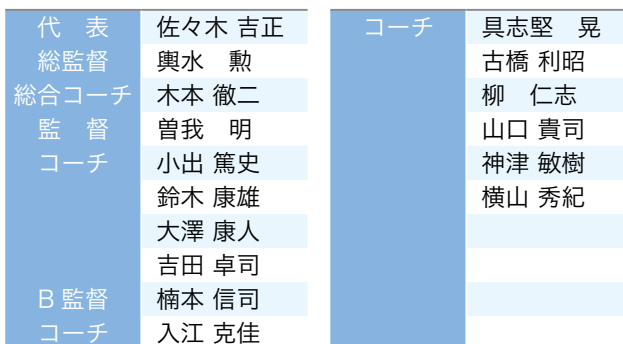 代　表 佐々木 吉正
総監督 輿水　勲
総合コーチ 木本 徹二
監　督 曽我　明
コーチ 小出 篤史
鈴木 康雄
大澤 康人
吉田 卓司
B 監督 楠本 信司
コーチ 入江 克佳
コーチ 具志堅　晃
古橋 利昭
柳　仁志
山口 貴司
神津 敏樹
横山 秀紀